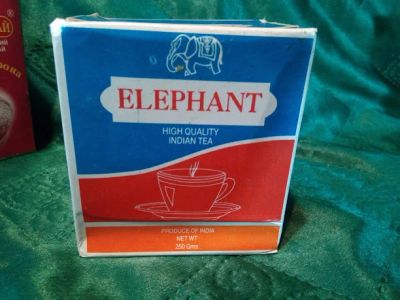 ELEPHANT
HIGH QUALITY
INDIAN TEA
PRODUCE OF INDIA
NET WT
250 Gms